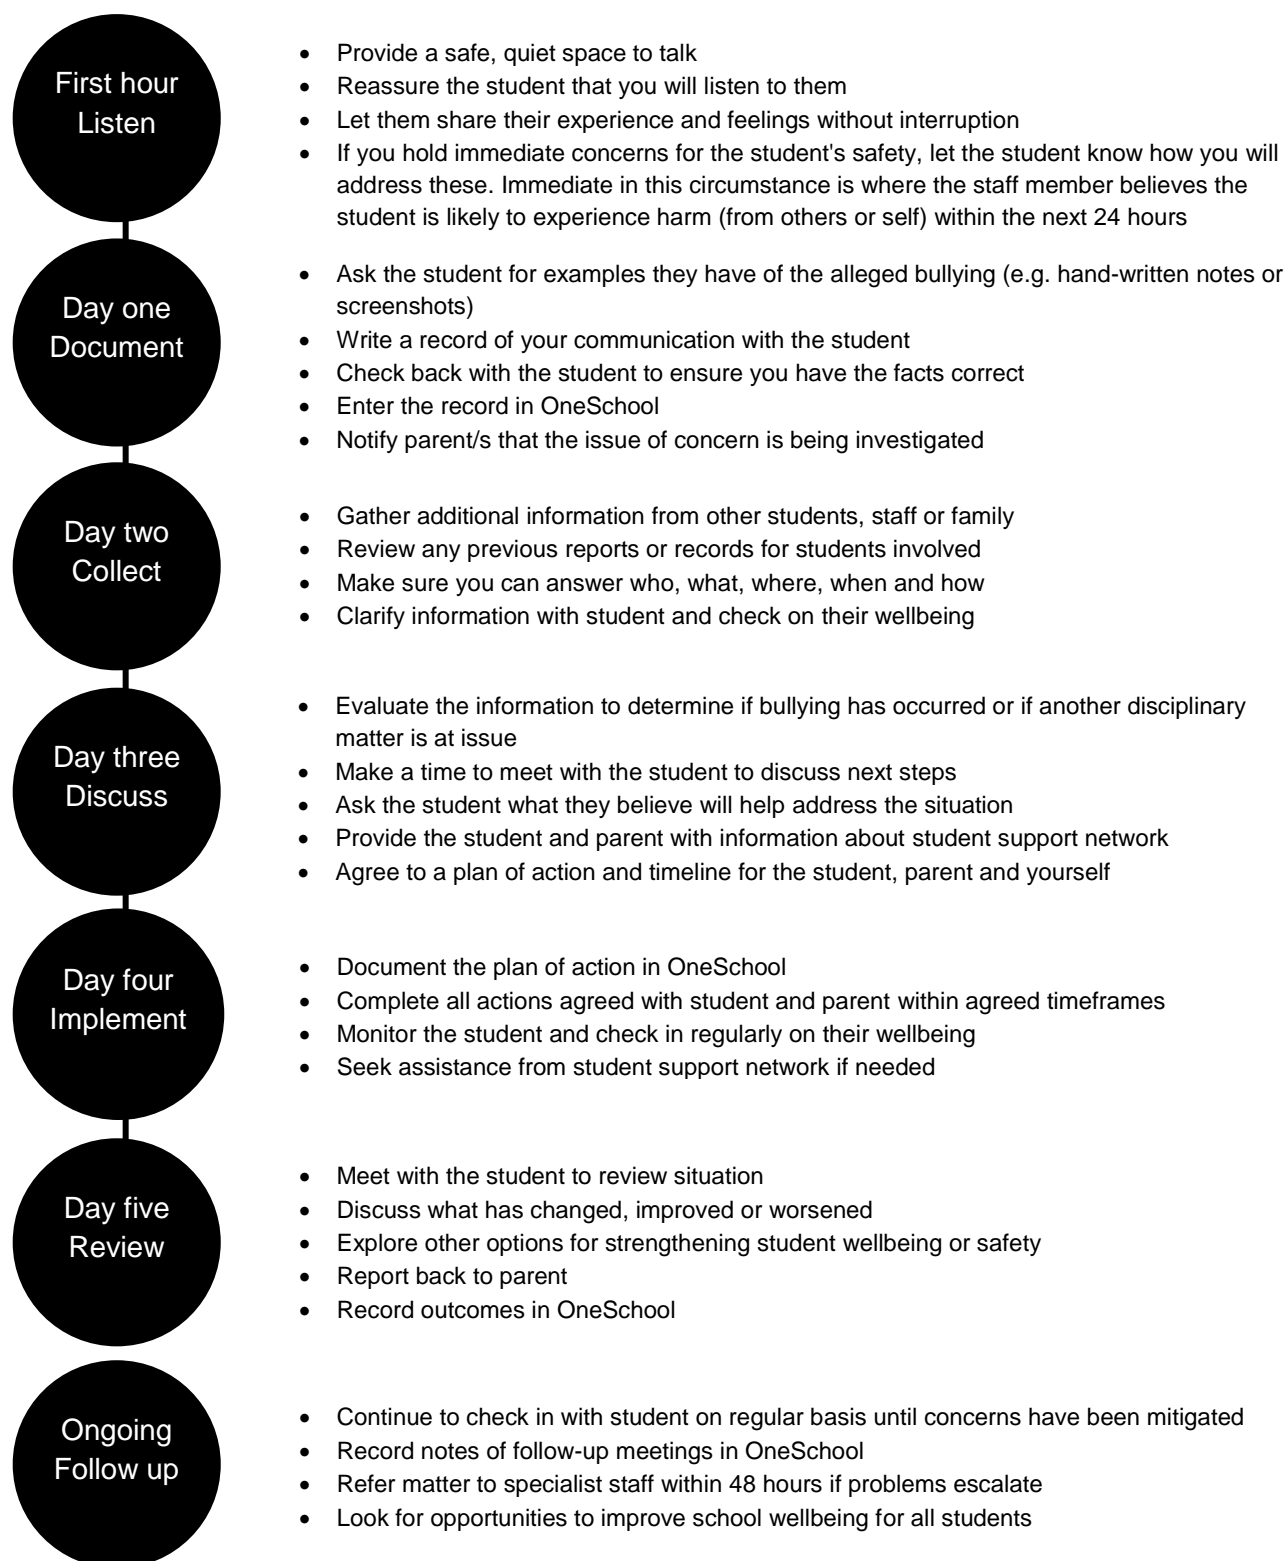 First hour
Listen
• Provide a safe, quiet space to talk
• Reassure the student that you will listen to them
• Let them share their experience and feelings without interruption
• If you hold immediate concerns for the student's safety, let the student know how you will
address these. Immediate in this circumstance is where the staff member believes the
student is likely to experience harm (from others or self) within the next 24 hours
Day one
Document
• Ask the student for examples they have of the alleged bullying (e.g. hand-written notes or
screenshots)
• Write a record of your communication with the student
• Check back with the student to ensure you have the facts correct
• Enter the record in OneSchool
• Notify parent/s that the issue of concern is being investigated
Day two
Collect
• Gather additional information from other students, staff or family
• Review any previous reports or records for students involved
• Make sure you can answer who, what, where, when and how
• Clarify information with student and check on their wellbeing
Day three
Discuss
• Evaluate the information to determine if bullying has occurred or if another disciplinary
matter is at issue
• Make a time to meet with the student to discuss next steps
• Ask the student what they believe will help address the situation
• Provide the student and parent with information about student support network
• Agree to a plan of action and timeline for the student, parent and yourself
Day four
Implement
• Document the plan of action in OneSchool
• Complete all actions agreed with student and parent within agreed timeframes
• Monitor the student and check in regularly on their wellbeing
• Seek assistance from student support network if needed
Day five
Review
• Meet with the student to review situation
• Discuss what has changed, improved or worsened
• Explore other options for strengthening student wellbeing or safety
• Report back to parent
• Record outcomes in OneSchool
Ongoing
Follow up
• Continue to check in with student on regular basis until concerns have been mitigated
• Record notes of follow-up meetings in OneSchool
• Refer matter to specialist staff within 48 hours if problems escalate
• Look for opportunities to improve school wellbeing for all students